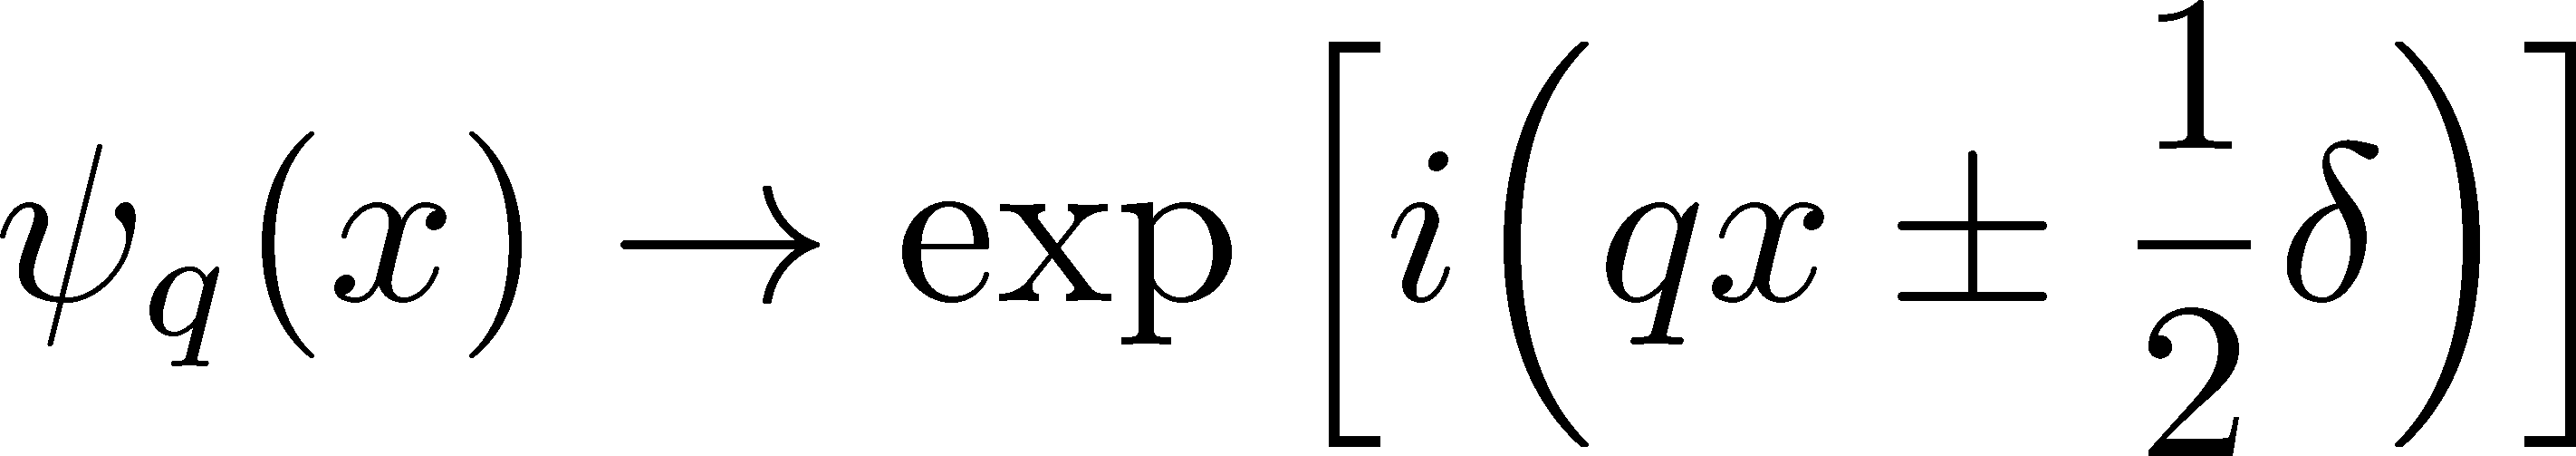 ψ_q(x) → exp [ i ( qx ± 1/2 δ ) ]